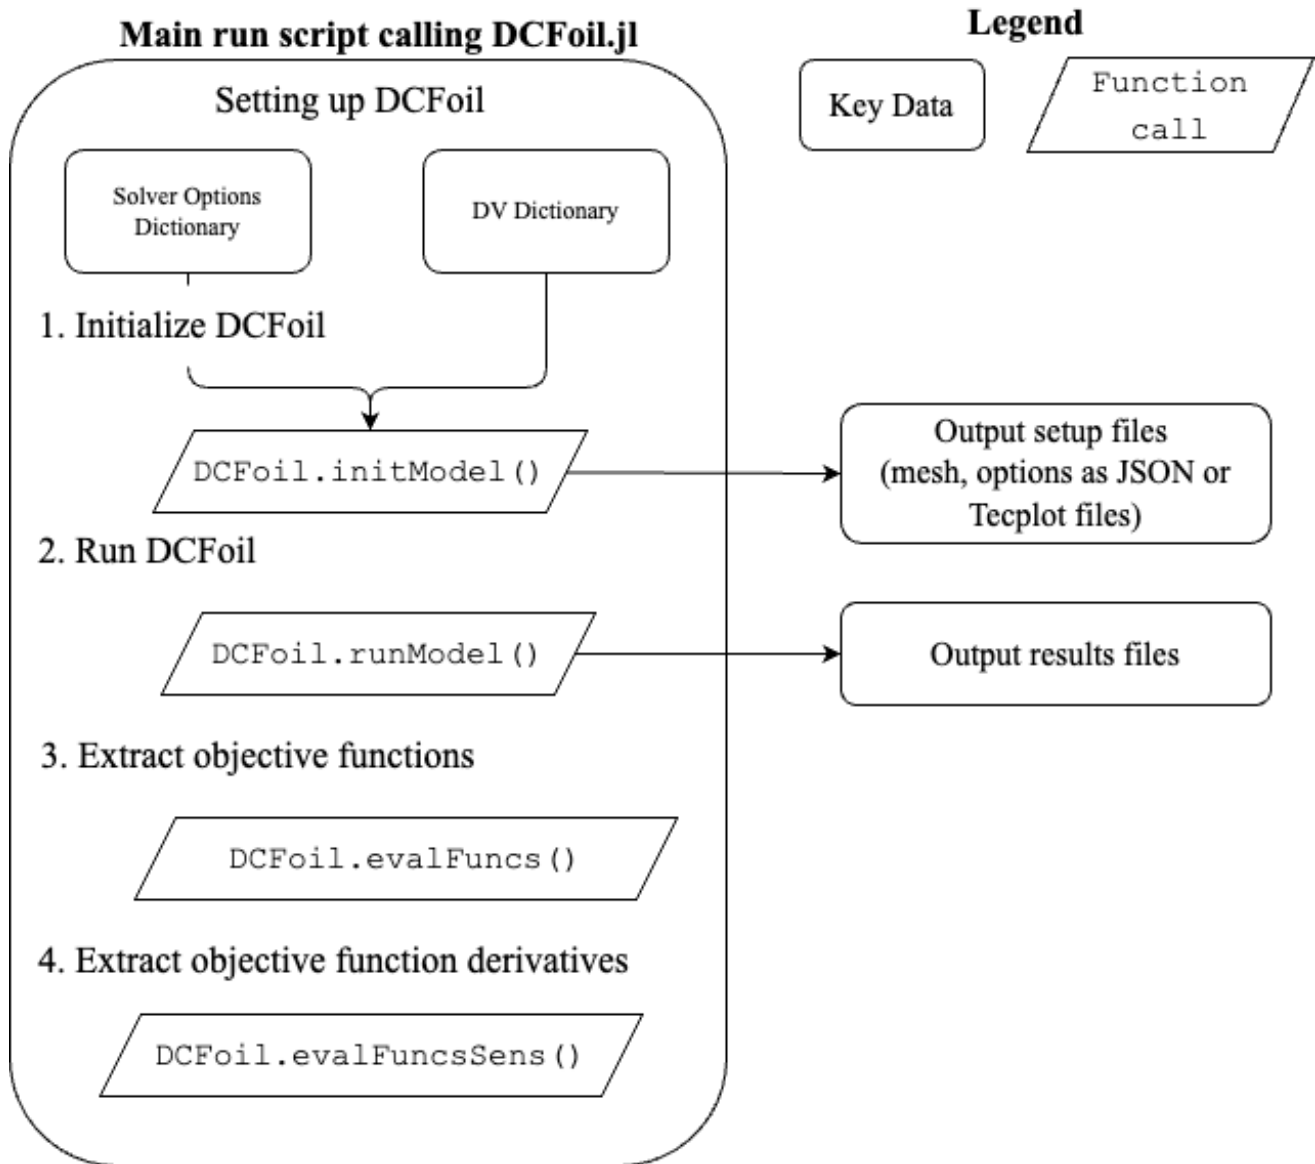 Main run script calling DCFoil.jl
Legend
Setting up DCFoil
Key Data
Function
call
Solver Options
Dictionary
DV Dictionary
1. Initialize DCFoil
DCFoil.initModel()
Output setup files
(mesh, options as JSON or
Tecplot files)
2. Run DCFoil
DCFoil.runModel()
Output results files
3. Extract objective functions
DCFoil.evalFuncs()
4. Extract objective function derivatives
DCFoil.evalFuncsSens()